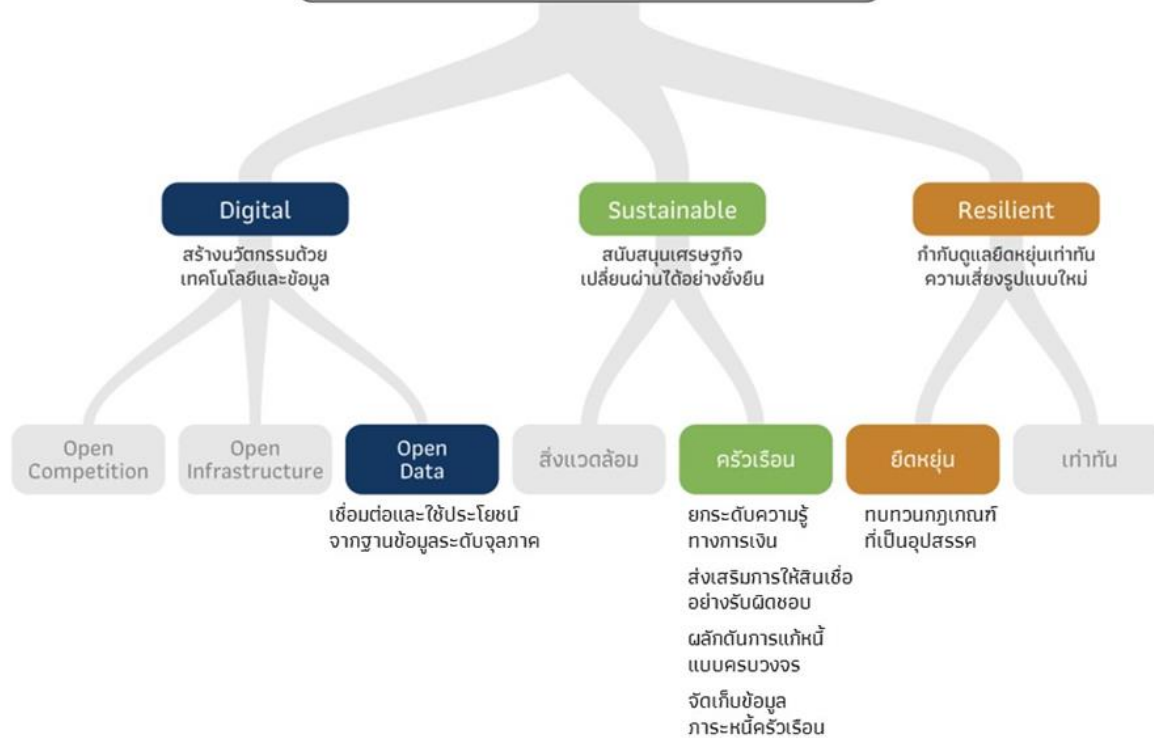 Digital
สร้างนวัตกรรมด้วย
เทคโนโลยีและข้อมูล
Sustainable
สนับสนุนเศรษฐกิจ
เปลี่ยนผ่านได้อย่างยั่งยืน
Resilient
กำกับดูแลยืดหยุ่นเท่าทัน
ความเสี่ยงรูปแบบใหม่
Open
Competition
Open
Infrastructure
Open
Data
เชื่อมต่อและใช้ประโยชน์
จากฐานข้อมูลระดับจุลภาค
สิ่งแวดล้อม
ครัวเรือน
ยกระดับความรู้
ทางการเงิน
ส่งเสริมการให้สินเชื่อ
อย่างรับผิดชอบ
ผลักดันการแก้หนี้
แบบครบวงจร
จัดเก็บข้อมูล
ภาระหนี้ครัวเรือน
ยืดหยุ่น
ทบทวนกฎเกณฑ์
ที่เป็นอุปสรรค
เท่าทัน